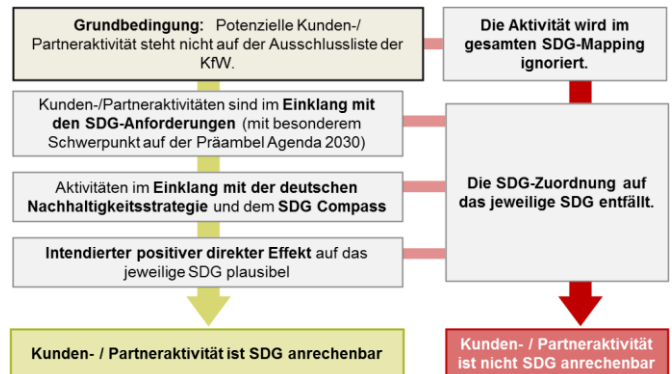 Grundbedingung: Potenzielle Kunden-/
Partneraktivität steht nicht auf der Ausschlussliste der
KfW.
Die Aktivität wird im
gesamten SDG-Mapping
ignoriert.
Kunden-/Partneraktivitäten sind im Einklang mit
den SDG-Anforderungen (mit besonderem
Schwerpunkt auf der Präambel Agenda 2030)
Aktivitäten im Einklang mit der deutschen
Nachhaltigkeitsstrategie und dem SDG Compass
Intendierter positiver direkter Effekt auf das
jeweilige SDG plausibel
Die SDG-Zuordnung auf
das jeweilige SDG entfällt.
Kunden- / Partneraktivität ist SDG anrechenbar
Kunden- / Partneraktivität
ist nicht SDG anrechenbar